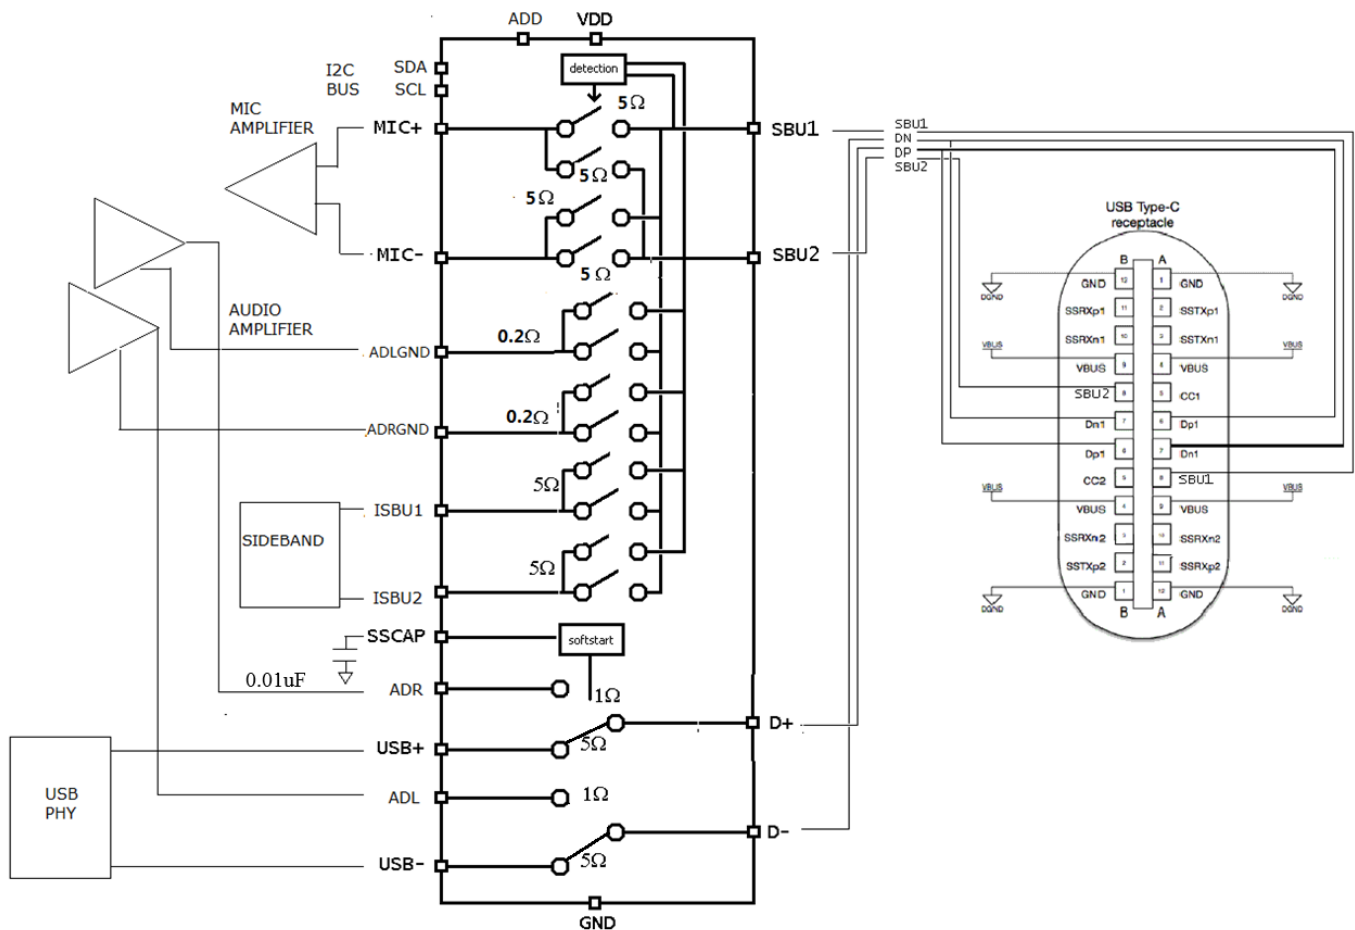 ADD
VDD
I2C
BUS
SDA
SCL
detection
MIC
AMPLIFIER
MIC+
5Ω
SBU1
5Ω
5Ω
MIC-
SBU2
5Ω
AUDIO
AMPLIFIER
ADLGND
0.2Ω
ADRGND
0.2Ω
SIDEBAND
ISBU1
5Ω
ISBU2
5Ω
SSCAP
softstart
0.01uF
ADR
1Ω
D+
USB+
5Ω
USB
PHY
ADL
1Ω
D-
USB-
5Ω
GND
SBU1
DN
DP
SBU2
USB Type-C
receptacle
B A
DGND GND 12 1 GND DGND
SSRXp1 11 2 SSTXp1
SSRXn1 10 3 SSTXn1
VBUS VBUS 9 4 VBUS VBUS
SBU2 8 5 CC1
Dn1 7 6 Dp1
Dp1 6 7 Dn1
CC2 5 8 SBU1
VBUS VBUS 4 9 VBUS VBUS
SSRXn2 3 10 SSRXn2
SSTXp2 2 11 SSRXp2
DGND GND 1 12 GND DGND
B A